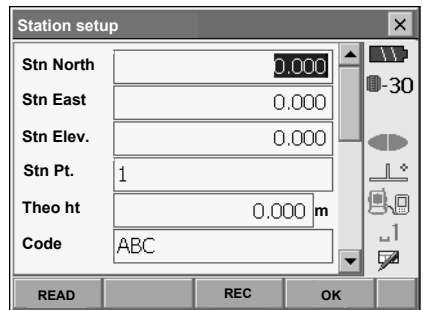 Station setup
Stn North 0.000
-30
Stn East 0.000
Stn Elev. 0.000
Stn Pt. 1
Theo ht 0.000 m
Code ABC
1
READ REC OK